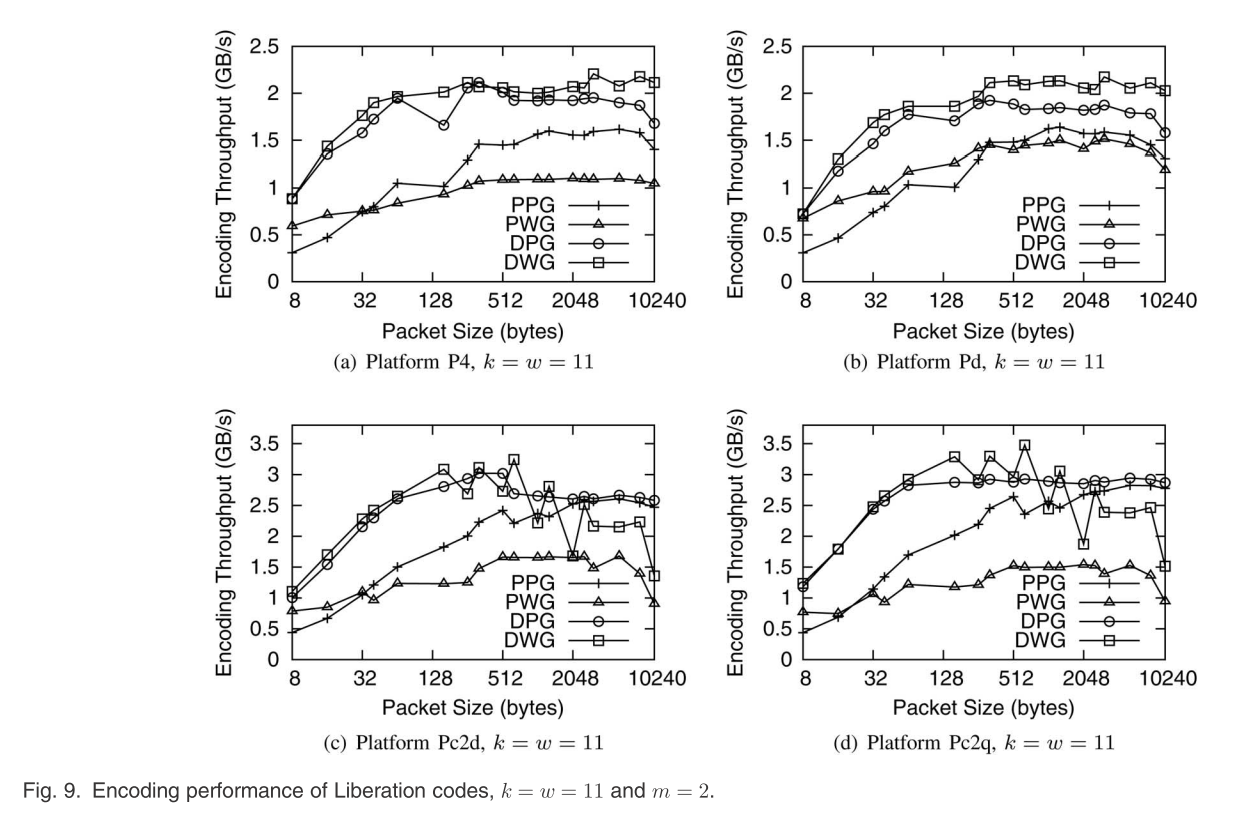 Encoding Throughput (GB/s)
2.5
2
1.5
1
0.5
0
PPG
PWG
DPG
DWG
8 32 128 512 2048 10240
Packet Size (bytes)
(a) Platform P4, k = w = 11
Encoding Throughput (GB/s)
2.5
2
1.5
1
0.5
0
PPG
PWG
DPG
DWG
8 32 128 512 2048 10240
Packet Size (bytes)
(b) Platform Pd, k = w = 11
Encoding Throughput (GB/s)
3.5
3
2.5
2
1.5
1
0.5
0
PPG
PWG
DPG
DWG
8 32 128 512 2048 10240
Packet Size (bytes)
(c) Platform Pc2d, k = w = 11
Encoding Throughput (GB/s)
3.5
3
2.5
2
1.5
1
0.5
0
PPG
PWG
DPG
DWG
8 32 128 512 2048 10240
Packet Size (bytes)
(d) Platform Pc2q, k = w = 11
Fig. 9. Encoding performance of Liberation codes, k = w = 11 and m = 2.